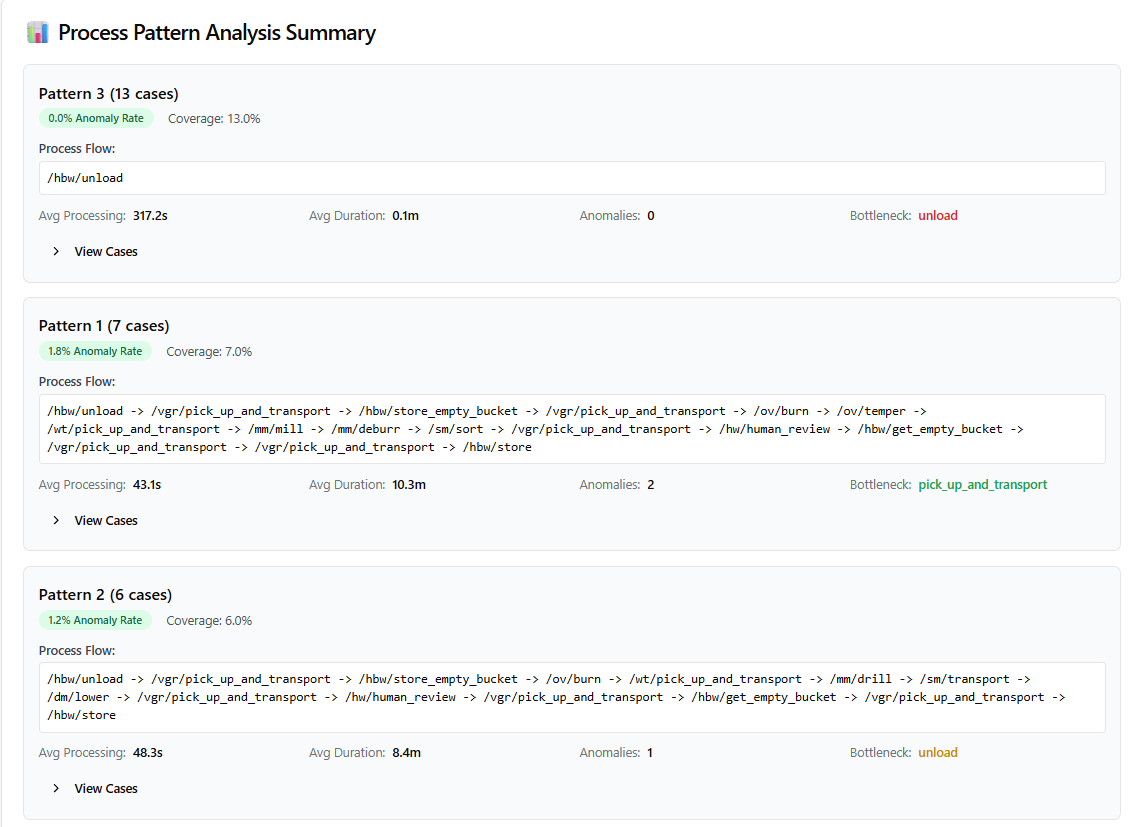 Process Pattern Analysis Summary
Pattern 3 (13 cases)
0.0% Anomaly Rate Coverage: 13.0%
Process Flow:
/hbw/unload
Avg Processing: 317.2s Avg Duration: 0.1m Anomalies: 0 Bottleneck: unload
View Cases
Pattern 1 (7 cases)
1.8% Anomaly Rate Coverage: 7.0%
Process Flow:
/hbw/unload -> /vgr/pick_up_and_transport -> /hbw/store_empty_bucket -> /vgr/pick_up_and_transport -> /ov/burn -> /ov/temper ->
/wt/pick_up_and_transport -> /mm/mill -> /mm/deburr -> /sm/sort -> /vgr/pick_up_and_transport -> /hw/human_review -> /hbw/get_empty_bucket ->
/vgr/pick_up_and_transport -> /vgr/pick_up_and_transport -> /hbw/store
Avg Processing: 43.1s Avg Duration: 10.3m Anomalies: 2 Bottleneck: pick_up_and_transport
View Cases
Pattern 2 (6 cases)
1.2% Anomaly Rate Coverage: 6.0%
Process Flow:
/hbw/unload -> /vgr/pick_up_and_transport -> /hbw/store_empty_bucket -> /ov/burn -> /wt/pick_up_and_transport -> /mm/drill -> /sm/transport ->
/dm/lower -> /vgr/pick_up_and_transport -> /hw/human_review -> /vgr/pick_up_and_transport -> /hbw/get_empty_bucket -> /vgr/pick_up_and_transport ->
/hbw/store
Avg Processing: 48.3s Avg Duration: 8.4m Anomalies: 1 Bottleneck: unload
View Cases